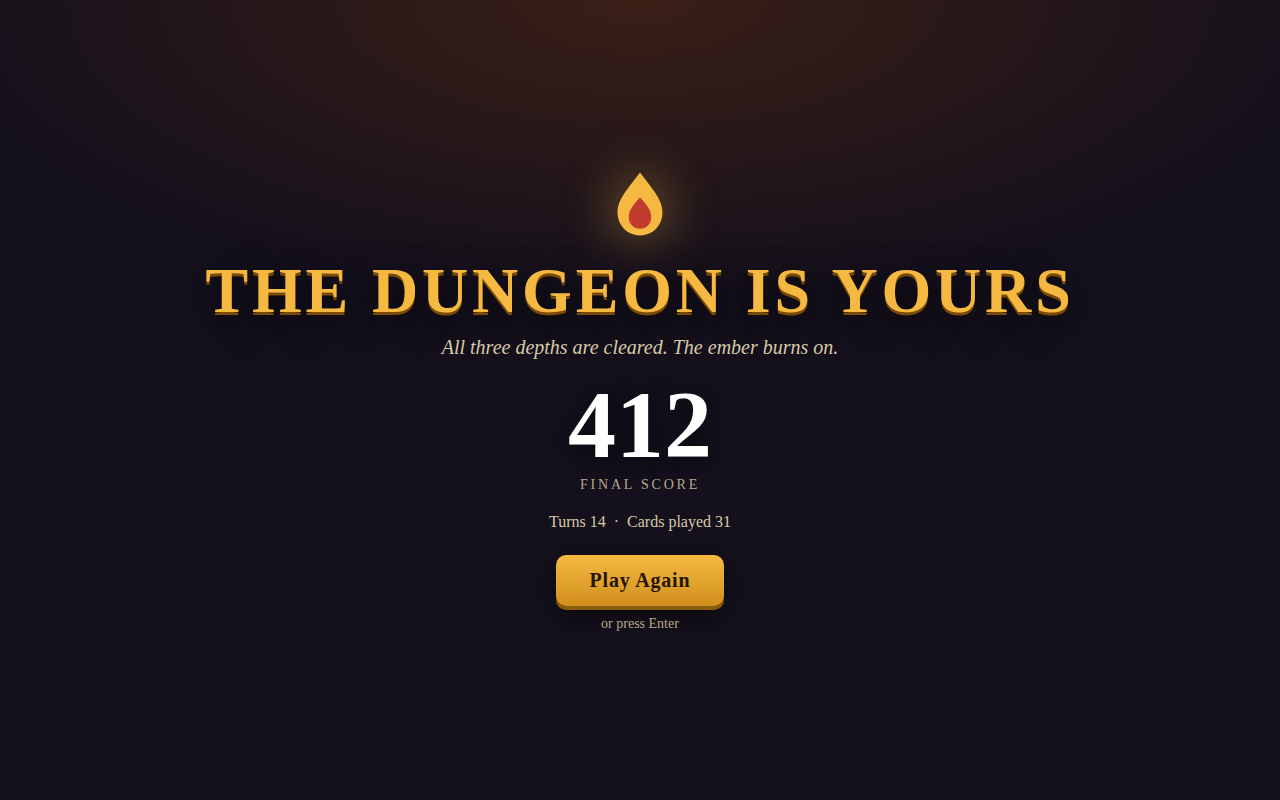 THE DUNGEON IS YOURS
All three depths are cleared. The ember burns on.
412
FINAL SCORE
Turns 14 · Cards played 31
Play Again
or press Enter